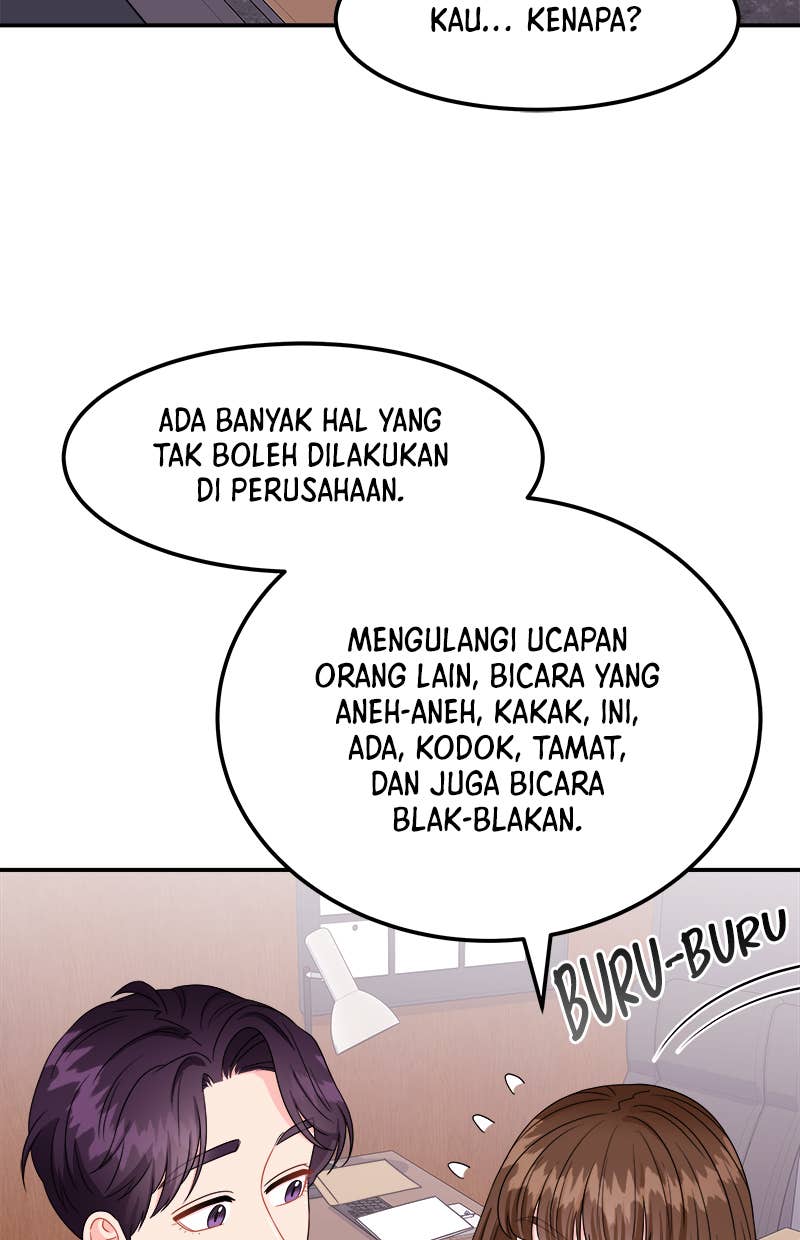 KAU... KENAPA?
ADA BANYAK HAL YANG
TAK BOLEH DILAKUKAN
DI PERUSAHAAN.
MENGULANGI UCAPAN
ORANG LAIN, BICARA YANG
ANEH-ANEH, KAKAK, INI,
ADA, KODOK, TAMAT,
DAN JUGA BICARA
BLAK-BLAKAN.
BURU-BURU